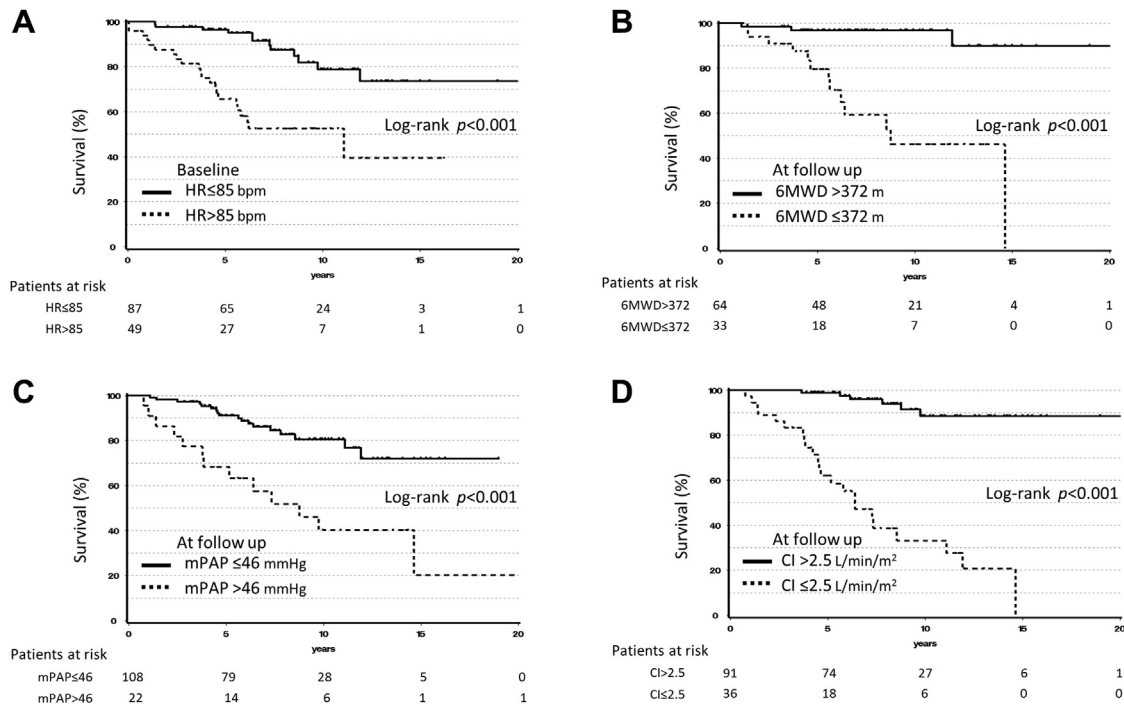 A
100
80
60
40
20
0
Survival (%)
Log-rank p<0.001
Baseline
HR≤85 bpm
HR>85 bpm
0 5 10 15 20
years
Patients at risk
HR≤85 87 65 24 3 1
HR>85 49 27 7 1 0
B
100
80
60
40
20
0
Survival (%)
Log-rank p<0.001
At follow up
6MWD >372 m
6MWD ≤372 m
0 5 10 15 20
years
Patients at risk
6MWD>372 64 48 21 4 1
6MWD≤372 33 18 7 0 0
C
100
80
60
40
20
0
Survival (%)
Log-rank p<0.001
At follow up
mPAP ≤46 mmHg
mPAP >46 mmHg
0 5 10 15 20
years
Patients at risk
mPAP≤46 108 79 28 5 0
mPAP>46 22 14 6 1 1
D
100
80
60
40
20
0
Survival (%)
Log-rank p<0.001
At follow up
CI >2.5 L/min/m²
CI ≤2.5 L/min/m²
0 5 10 15 20
years
Patients at risk
CI>2.5 91 74 27 6 1
CI≤2.5 36 18 6 0 0